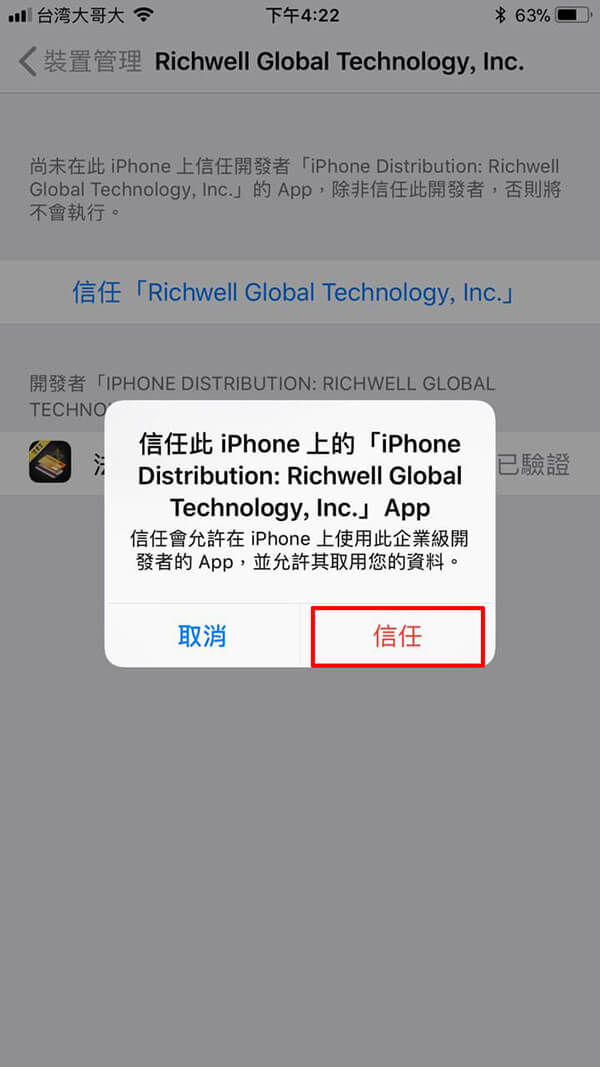 台湾大哥大 下午4:22 63%
裝置管理 Richwell Global Technology, Inc.
尚未在此 iPhone 上信任開發者「iPhone Distribution: Richwell
Global Technology, Inc.」的 App，除非信任此開發者，否則將
不會執行。
信任「Richwell Global Technology, Inc.」
開發者「IPHONE DISTRIBUTION: RICHWELL GLOBAL
TECHNO
已驗證
信任此 iPhone 上的「iPhone
Distribution: Richwell Global
Technology, Inc.」App
信任會允許在 iPhone 上使用此企業級開
發者的 App，並允許其取用您的資料。
取消 信任